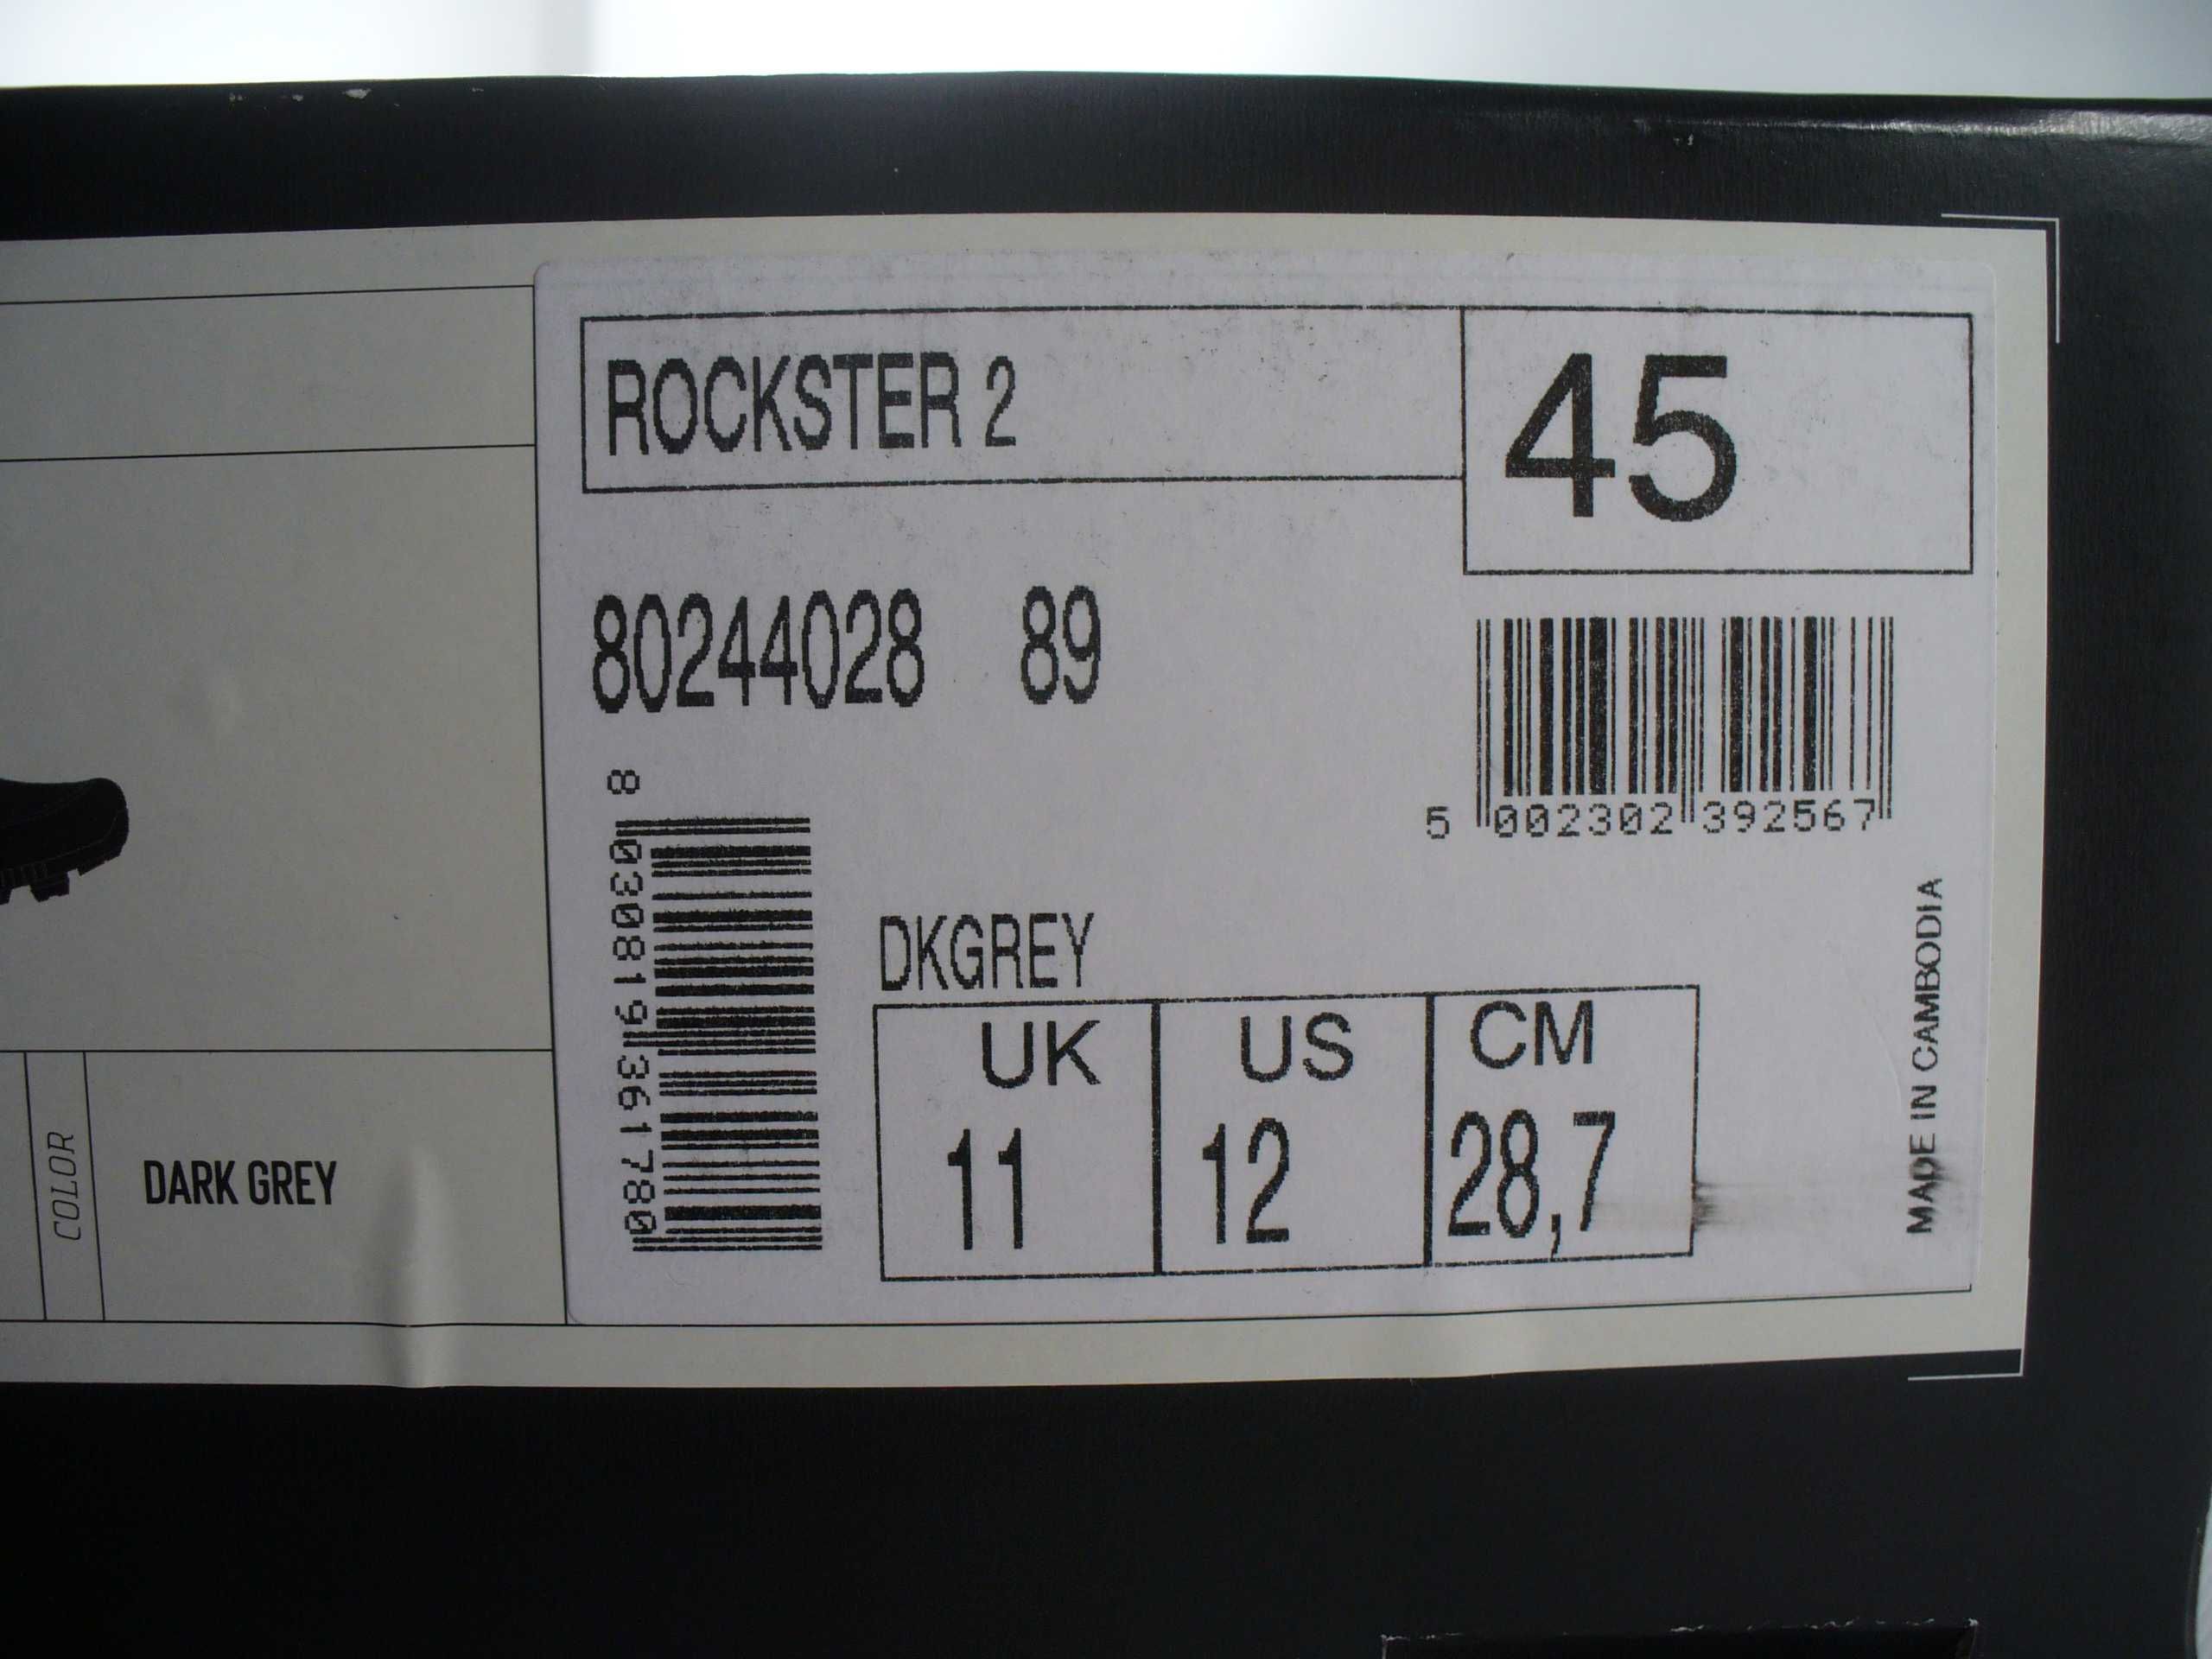 ROCKSTER 2
45
80244028 89
5 002302 392567
8 030819 361780
DKGREY
UK US CM
11 12 28,7
MADE IN CAMBODIA
COLOR
DARK GREY